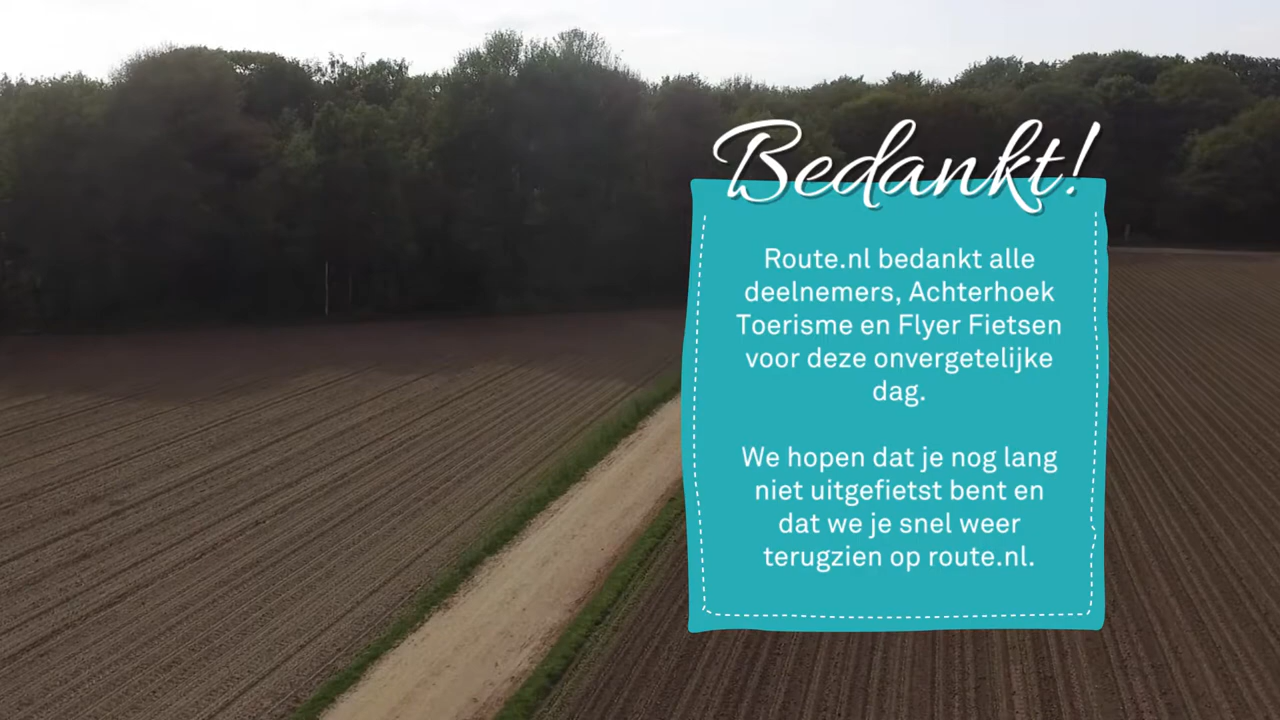 Bedankt!
Route.nl bedankt alle
deelnemers, Achterhoek
Toerisme en Flyer Fietsen
voor deze onvergetelijke
dag.
We hopen dat je nog lang
niet uitgefietst bent en
dat we je snel weer
terugzien op route.nl.